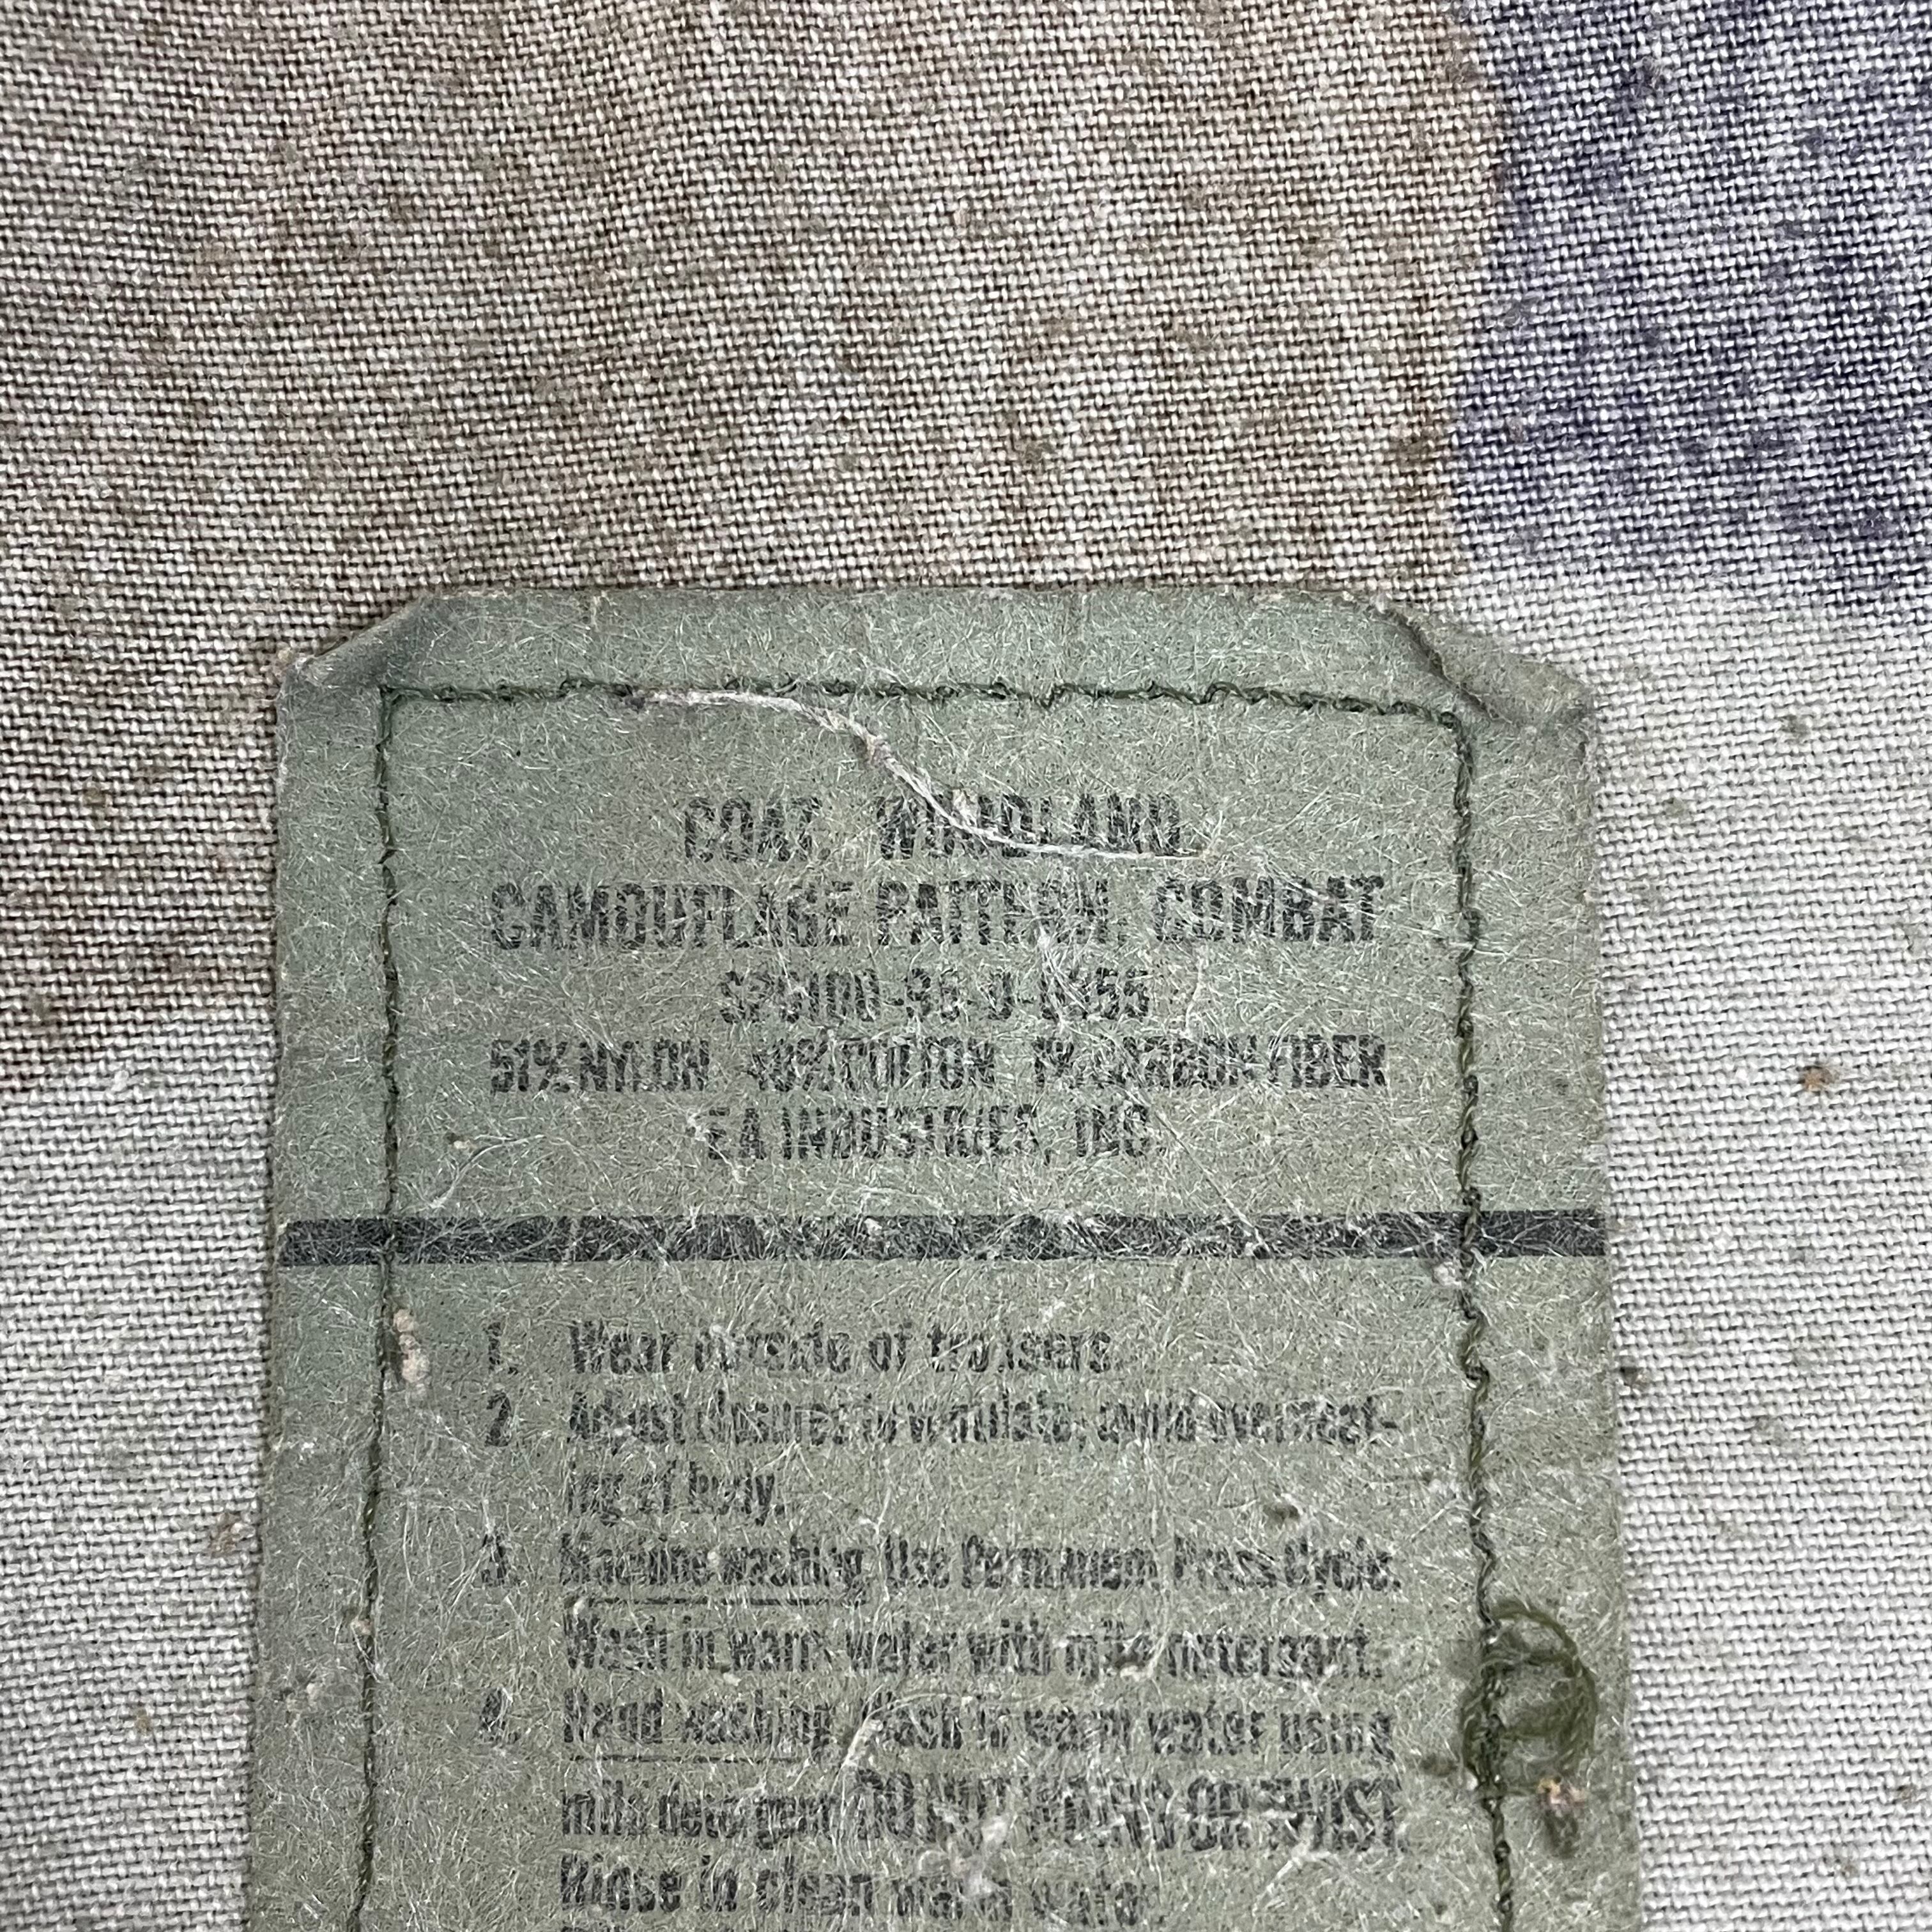 COAT, WOODLAND
CAMOUFLAGE PATTERN: COMBAT
51% NYLON 48% COTTON 1% CARBON-FIBER
EA INDUSTRIES, INC.
1. Wear outside of trousers.
2. Adjust closures to ventilate; avoid overheat-
ing of body.
3. Machine washing: Use Permanent Press Cycle.
Wash in warm water with mild detergent.
4. Hand washing: Wash in warm water using
mild detergent DO NOT WRING OR TWIST.
Rinse in clean warm water.